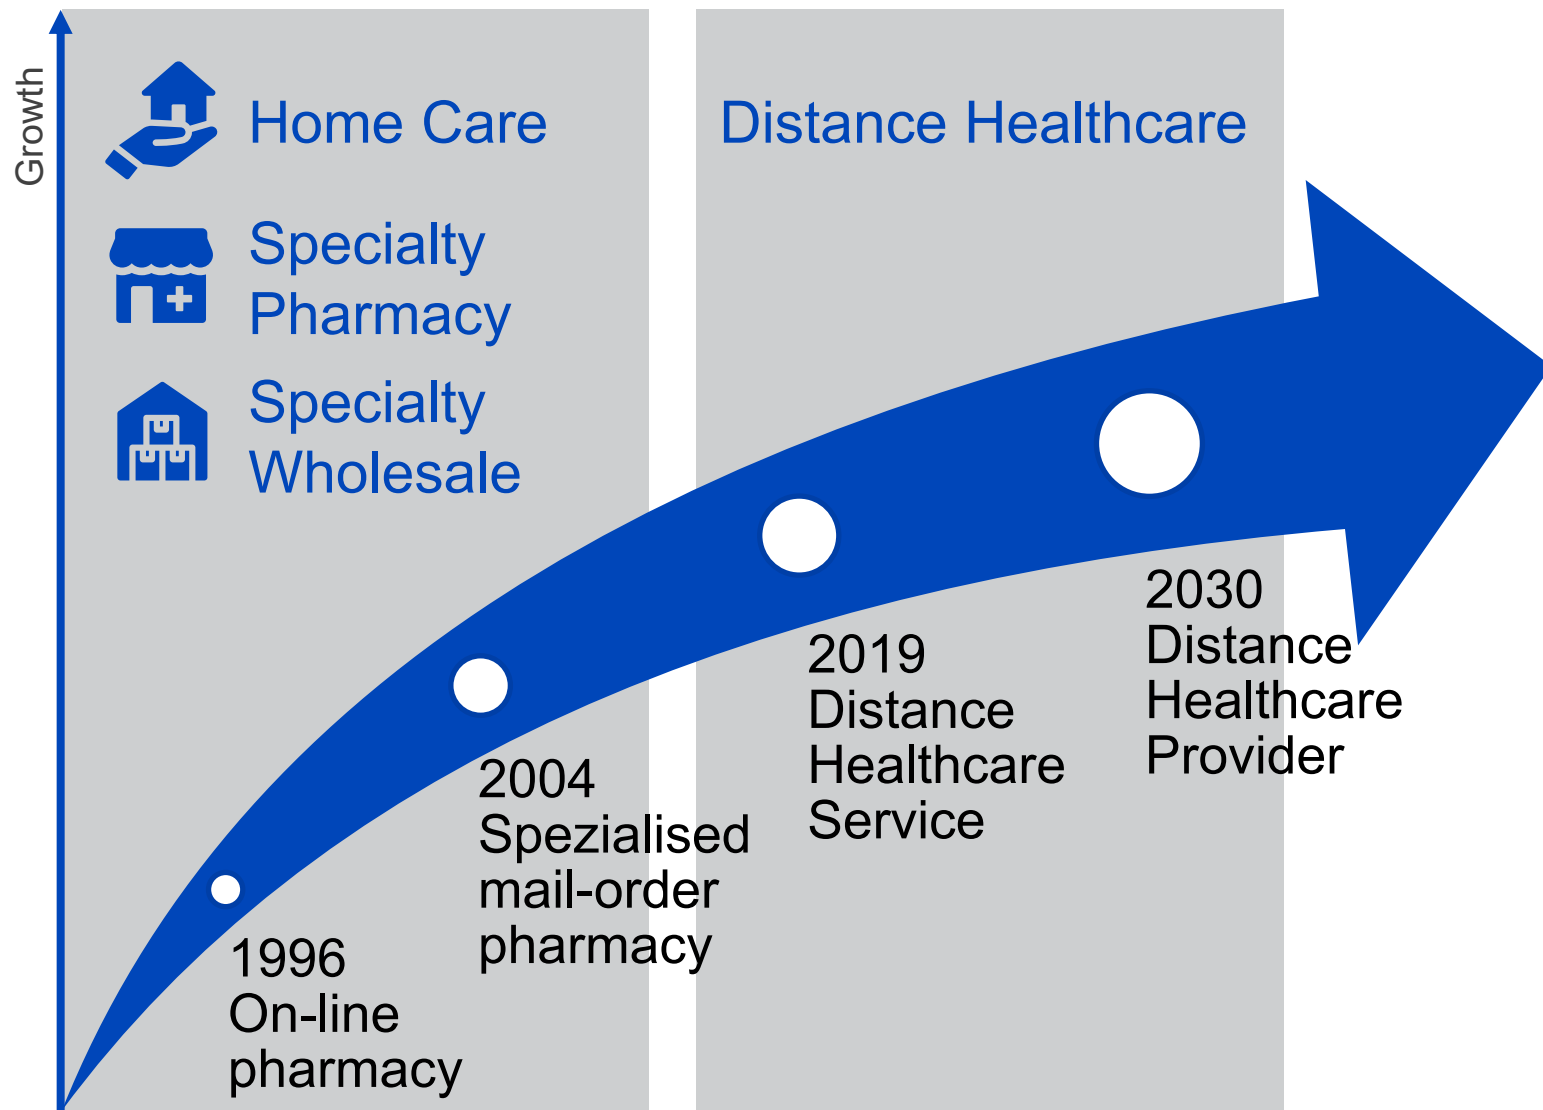 Growth
Home Care
Specialty
Pharmacy
Specialty
Wholesale
Distance Healthcare
1996
On-line
pharmacy
2004
Spezialised
mail-order
pharmacy
2019
Distance
Healthcare
Service
2030
Distance
Healthcare
Provider